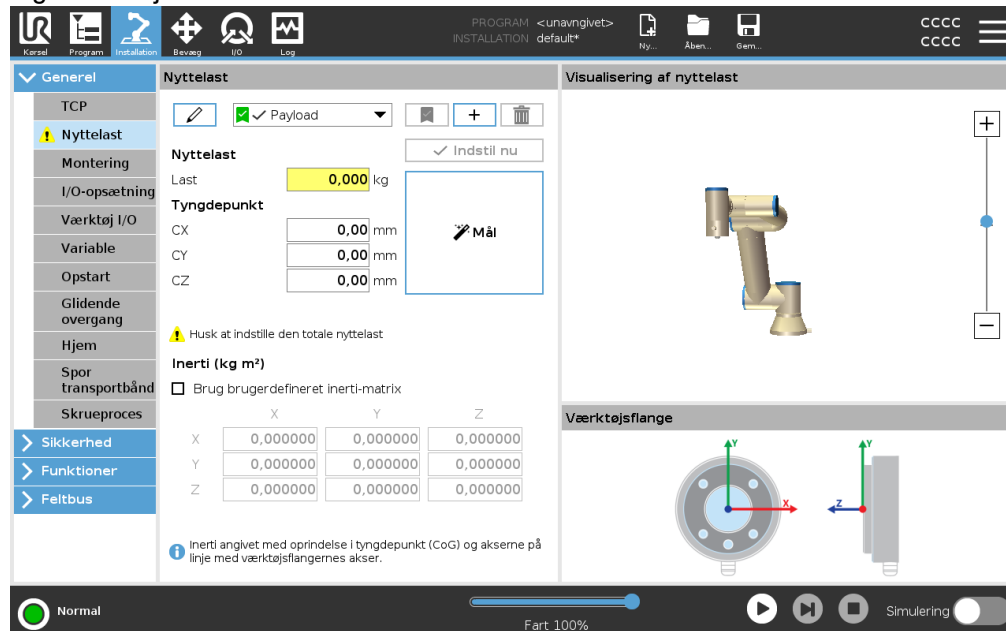 PROGRAM <unavngivet>
INSTALLATION default*
Kørsel Program Installation Bevæg I/O Log Ny... Åben... Gem...
CCCC
CCCC
Generel
TCP
Nyttelast
Montering
I/O-opsætning
Værktøj I/O
Variable
Opstart
Glidende
overgang
Hjem
Spor
transportbånd
Skrueproces
Sikkerhed
Funktioner
Feltbus
Nyttelast
Payload
Indstil nu
Nyttelast
Last 0,000 kg
Tyngdepunkt
CX 0,00 mm
CY 0,00 mm
CZ 0,00 mm
Mål
Husk at indstille den totale nyttelast
Inerti (kg m²)
Brug brugerdefineret inerti-matrix
X Y Z
X 0,000000 0,000000 0,000000
Y 0,000000 0,000000 0,000000
Z 0,000000 0,000000 0,000000
Inerti angivet med oprindelse i tyngdepunkt (CoG) og akserne på
linje med værktøjsflangernes akser.
Visualisering af nyttelast
Værktøjsflange
Y Y
X Z
Normal
Fart 100%
Simulering